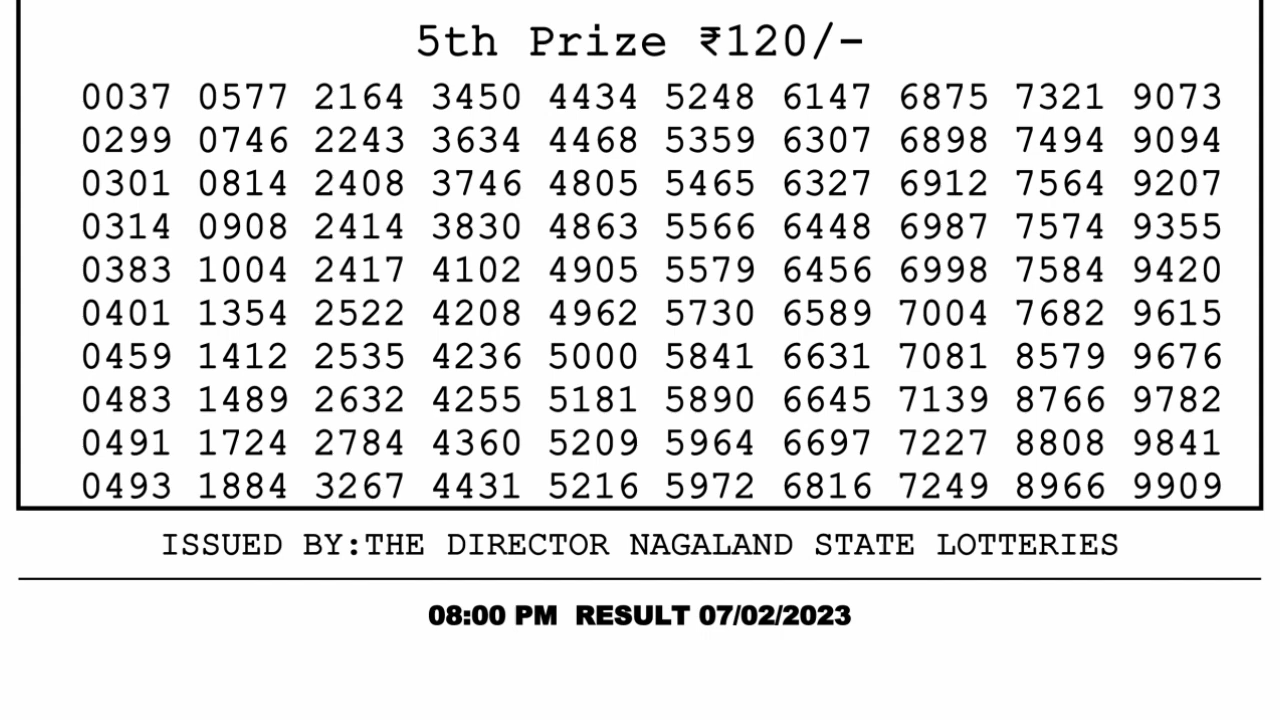 5th Prize ₹120/-
0037 0577 2164 3450 4434 5248 6147 6875 7321 9073
0299 0746 2243 3634 4468 5359 6307 6898 7494 9094
0301 0814 2408 3746 4805 5465 6327 6912 7564 9207
0314 0908 2414 3830 4863 5566 6448 6987 7574 9355
0383 1004 2417 4102 4905 5579 6456 6998 7584 9420
0401 1354 2522 4208 4962 5730 6589 7004 7682 9615
0459 1412 2535 4236 5000 5841 6631 7081 8579 9676
0483 1489 2632 4255 5181 5890 6645 7139 8766 9782
0491 1724 2784 4360 5209 5964 6697 7227 8808 9841
0493 1884 3267 4431 5216 5972 6816 7249 8966 9909
ISSUED BY:THE DIRECTOR NAGALAND STATE LOTTERIES
08:00 PM RESULT 07/02/2023